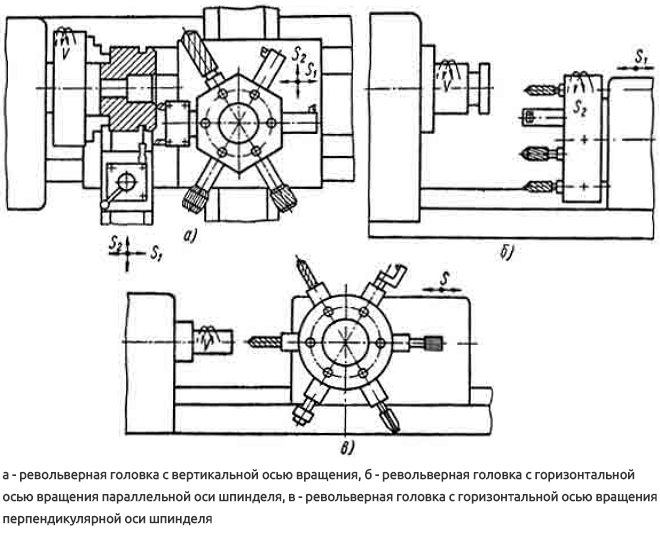 S₂
S₁
V
S₂ S₁
а)
V
S₁
S₂
б)
V
S
в)
а - револьверная головка с вертикальной осью вращения, б - револьверная головка с горизонтальной
осью вращения параллельной оси шпинделя, в - револьверная головка с горизонтальной осью вращения
перпендикулярной оси шпинделя